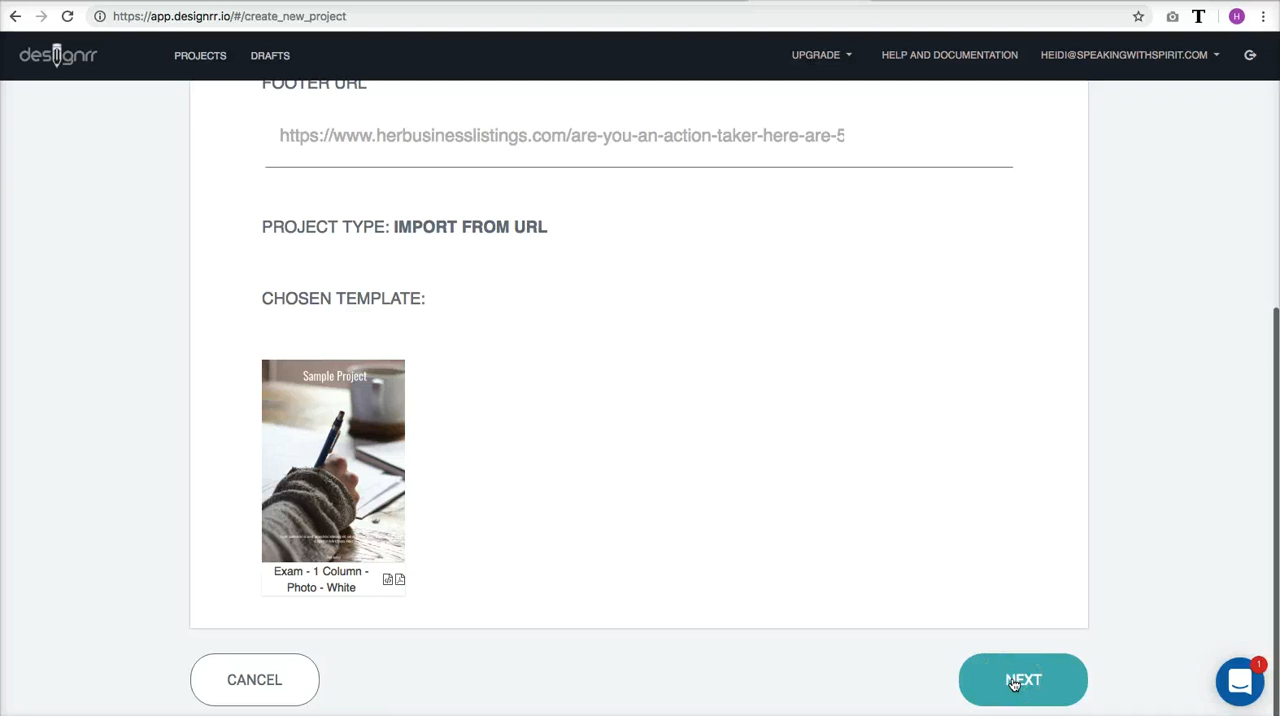 https://app.designrr.io/#/create_new_project
T
H
designrr
PROJECTS
DRAFTS
UPGRADE
HELP AND DOCUMENTATION
HEIDI@SPEAKINGWITHSPIRIT.COM
FOOTER URL
https://www.herbusinesslistings.com/are-you-an-action-taker-here-are-5
PROJECT TYPE: IMPORT FROM URL
CHOSEN TEMPLATE:
Sample Project
Exam - 1 Column -
Photo - White
CANCEL
NEXT
1